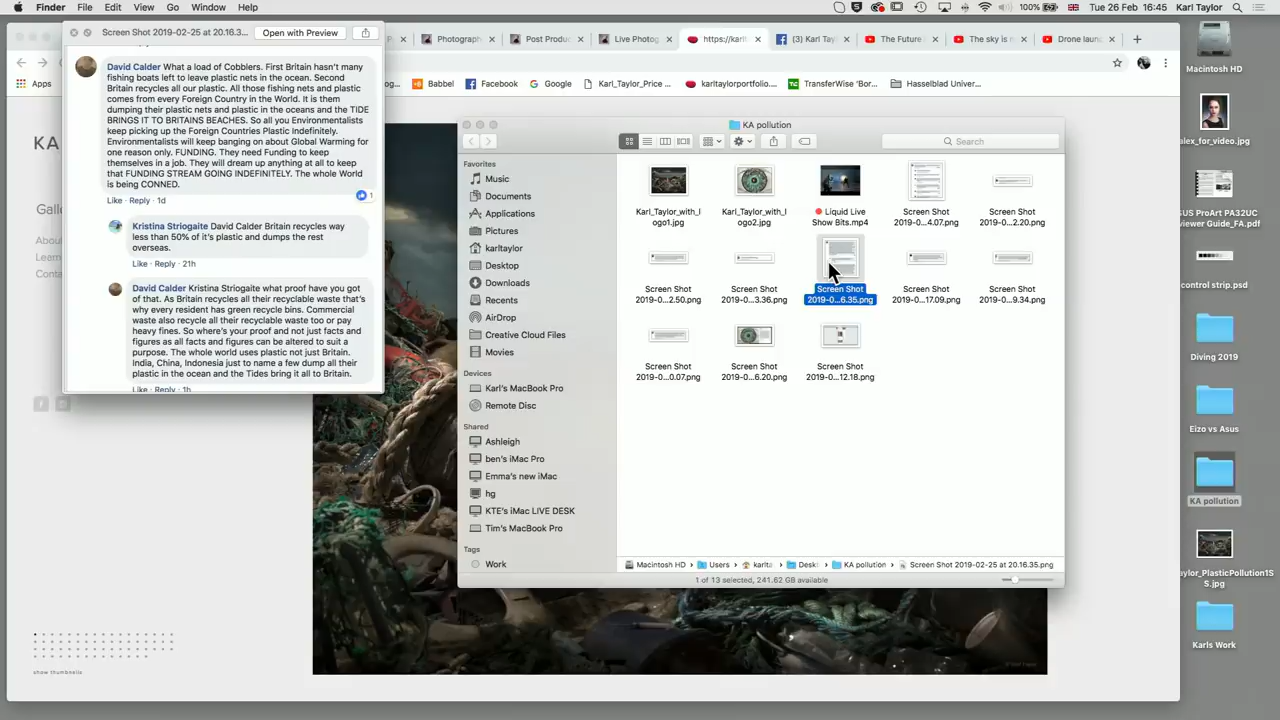 Finder File Edit View Go Window Help
100% Tue 26 Feb 16:45 Karl Taylor
Screen Shot 2019-02-25 at 20.16.3... Open with Preview
David Calder What a load of Cobblers. First Britain hasn't many
fishing boats left to leave plastic nets in the ocean. Second
Britain recycles all our plastic. All those fishing nets and plastic
comes from every Foreign Country in the World. It is them
dumping their plastic nets and plastic in the oceans and the TIDE
BRINGS IT TO BRITAINS BEACHES. So all you Environmentalists
keep picking up the Foreign Countries Plastic Indefinitely.
Environmentalists will keep banging on about Global Warming for
one reason only. FUNDING. They need Funding to keep
themselves in a job. They will dream up anything at all to keep
that FUNDING STREAM GOING INDEFINITELY. The whole World
is being CONNED.
1
Like · Reply · 1d
Kristina Striogaite David Calder Britain recycles way
less than 50% of it's plastic and dumps the rest
overseas.
Like · Reply · 21h
David Calder Kristina Striogaite what proof have you got
of that. As Britain recycles all their recyclable waste that's
why every resident has green recycle bins. Commercial
waste also recycle all their recyclable waste too or pay
heavy fines. So where's your proof and not just facts and
figures as all facts and figures can be altered to suit a
purpose. The whole world uses plastic not just Britain.
India, China, Indonesia just to name a few dump all their
plastic in the ocean and the Tides bring it all to Britain.
Like · Reply · 1h
Photograph Post Produc Live Photog https://karlt (3) Karl Tay The Future The sky is n Drone launc
Apps Babbel Facebook Google Karl_Taylor_Price ... karltaylorportfolio.... TransferWise 'Bor... Hasselblad Univer...
KA
Galle
Abou
Learn
Conta
show thumbnails
KA pollution
Search
Favorites
Music
Documents
Applications
Pictures
karltaylor
Desktop
Downloads
Recents
AirDrop
Creative Cloud Files
Movies
Devices
Karl's MacBook Pro
Remote Disc
Shared
Ashleigh
ben's iMac Pro
Emma's new iMac
hg
KTE's iMac LIVE DESK
Tim's MacBook Pro
Tags
Work
Karl_Taylor_with_l
ogo1.jpg
Karl_Taylor_with_l
ogo2.jpg
Liquid Live
Show Bits.mp4
Screen Shot
2019-0...4.07.png
Screen Shot
2019-0...2.20.png
Screen Shot
2019-0...2.50.png
Screen Shot
2019-0...3.36.png
Screen Shot
2019-0...6.35.png
Screen Shot
2019-0...17.09.png
Screen Shot
2019-0...9.34.png
Screen Shot
2019-0...0.07.png
Screen Shot
2019-0...6.20.png
Screen Shot
2019-0...12.18.png
Macintosh HD › Users › karlta › Deskt › KA pollution › Screen Shot 2019-02-25 at 20.16.35.png
1 of 13 selected, 241.62 GB available
Macintosh HD
alex_for_video.jpg
SUS ProArt PA32UC
viewer Guide_FA.pdf
control strip.psd
Diving 2019
Eizo vs Asus
KA pollution
aylor_PlasticPollution1S
S.jpg
Karls Work